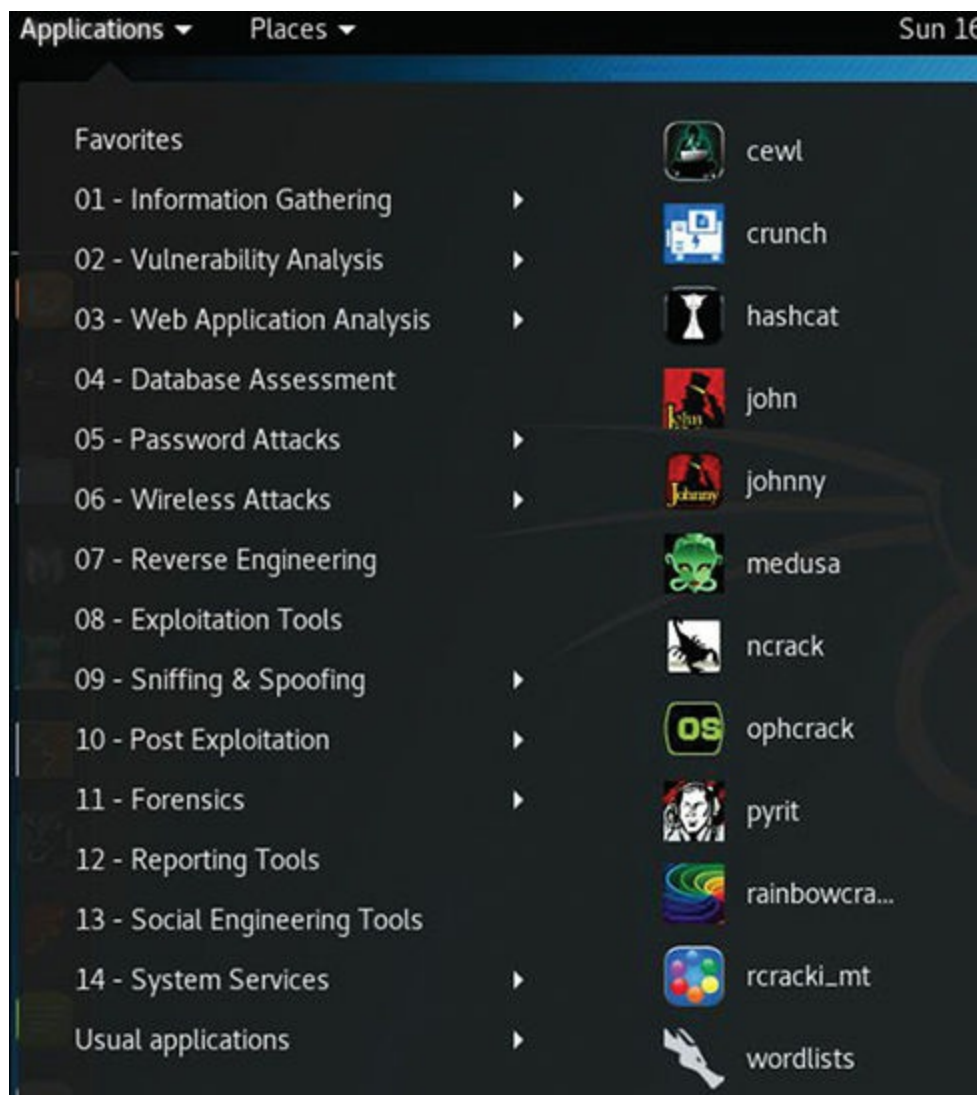 Applications Places Sun 16
Favorites
01 - Information Gathering
02 - Vulnerability Analysis
03 - Web Application Analysis
04 - Database Assessment
05 - Password Attacks
06 - Wireless Attacks
07 - Reverse Engineering
08 - Exploitation Tools
09 - Sniffing & Spoofing
10 - Post Exploitation
11 - Forensics
12 - Reporting Tools
13 - Social Engineering Tools
14 - System Services
Usual applications
cewl
crunch
hashcat
john
johnny
Johnny
medusa
ncrack
OS
ophcrack
pyrit
rainbowcra...
rcracki_mt
wordlists